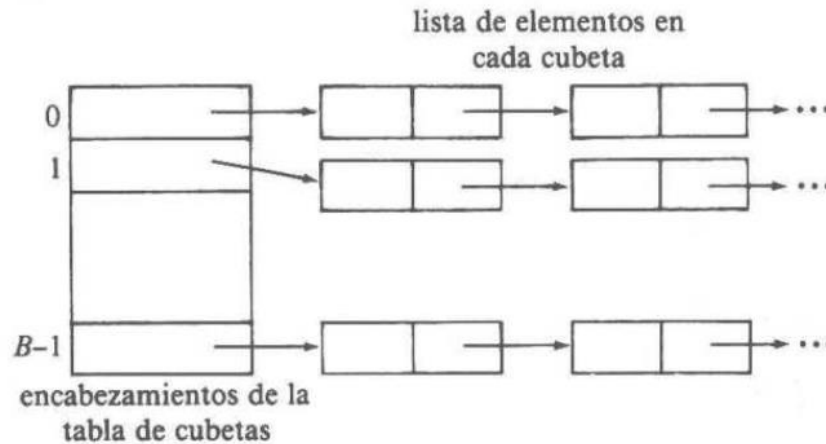 lista de elementos en
cada cubeta
0
...
1
...
B-1
...
encabezamientos de la
tabla de cubetas